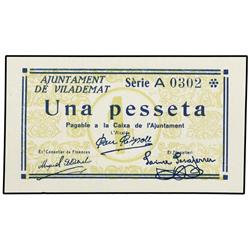 AJUNTAMENT
DE VILADEMAT
Sèrie A 0302 *
Una pesseta
Pagable a la Caixa de l'Ajuntament
L'Alcalde
El Conseller de Finances
El Dipositari